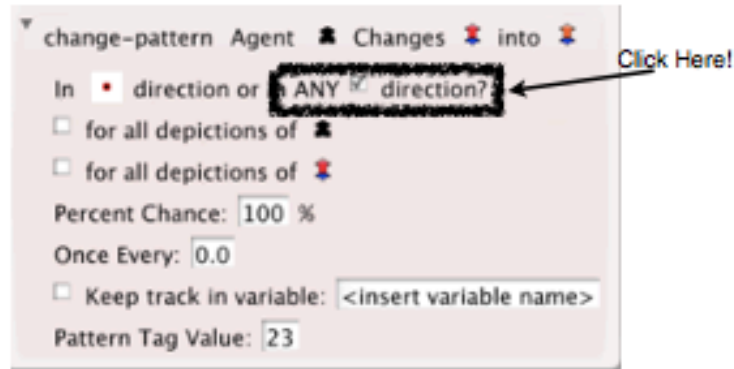 change-pattern Agent Changes into
Click Here!
In direction or in ANY direction?
for all depictions of
for all depictions of
Percent Chance: 100 %
Once Every: 0.0
Keep track in variable: <insert variable name>
Pattern Tag Value: 23